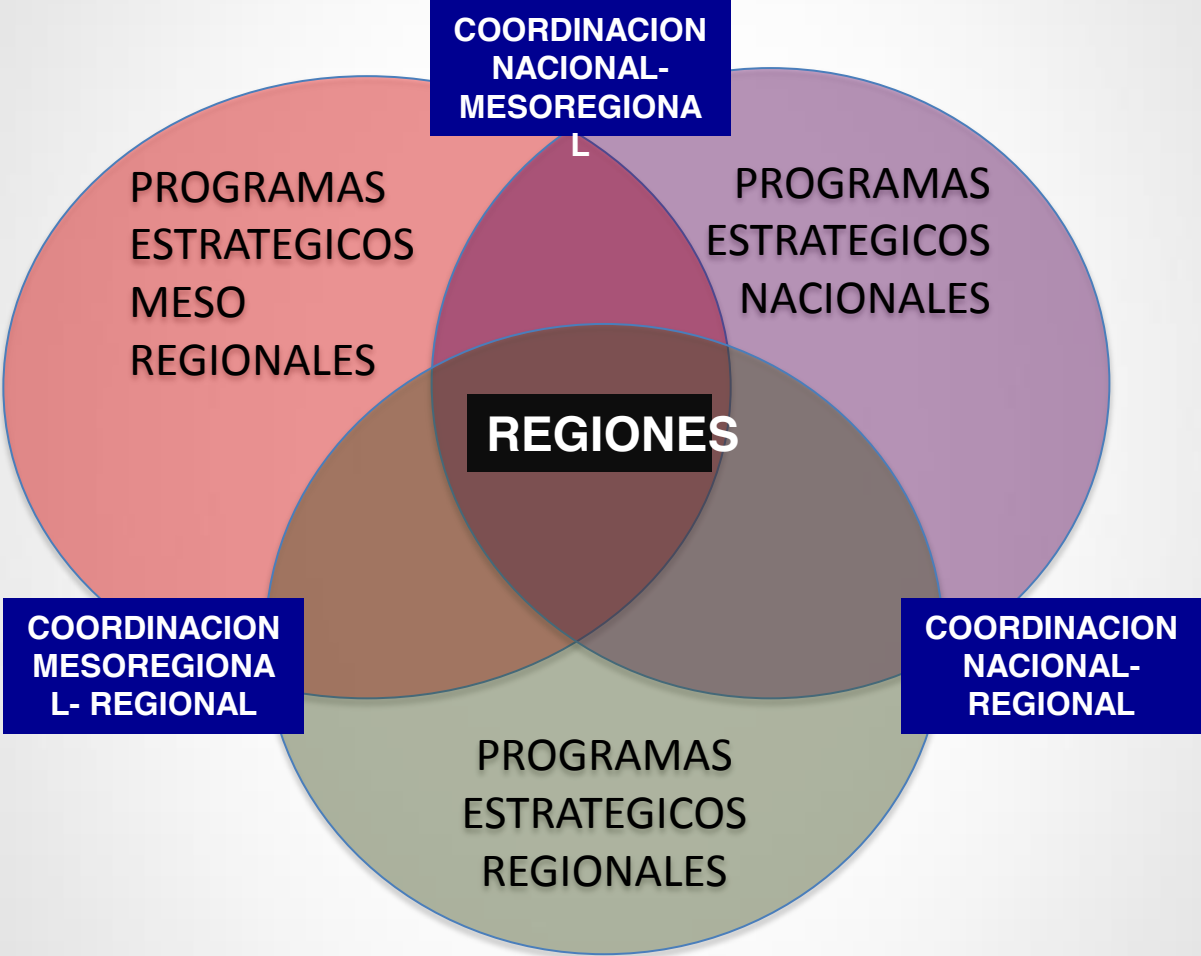 COORDINACION
NACIONAL-
MESOREGIONA
L
PROGRAMAS
ESTRATEGICOS
MESO
REGIONALES
PROGRAMAS
ESTRATEGICOS
NACIONALES
REGIONES
COORDINACION
MESOREGIONA
L- REGIONAL
COORDINACION
NACIONAL-
REGIONAL
PROGRAMAS
ESTRATEGICOS
REGIONALES